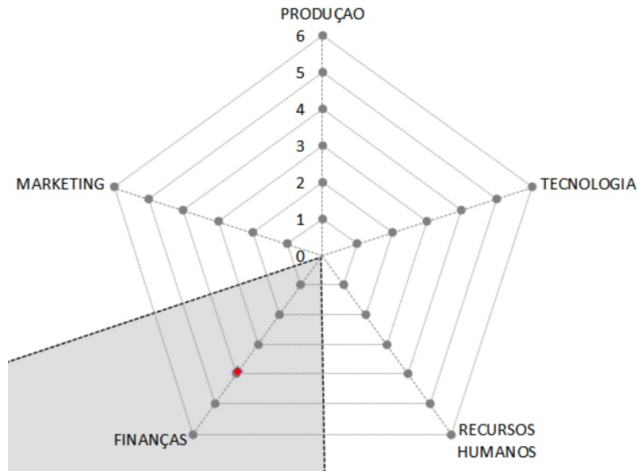 PRODUÇAO
6
5
4
3
2
1
0
MARKETING
TECNOLOGIA
FINANÇAS
RECURSOS
HUMANOS